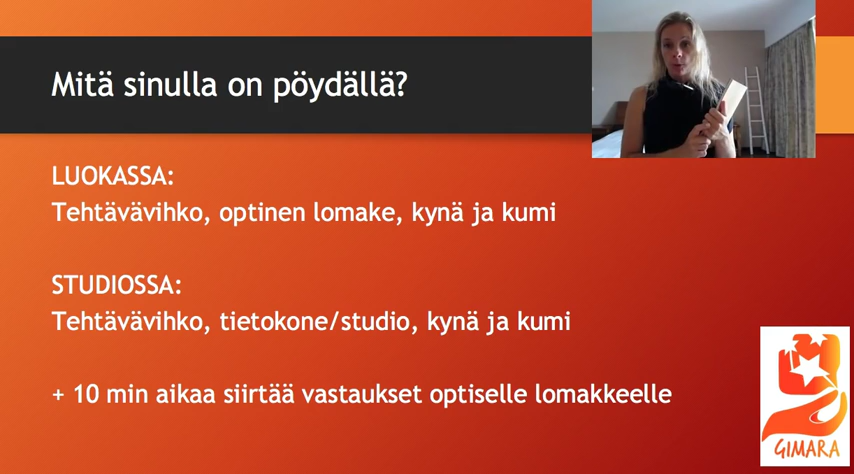 Mitä sinulla on pöydällä?
LUOKASSA:
Tehtävävihko, optinen lomake, kynä ja kumi
STUDIOSSA:
Tehtävävihko, tietokone/studio, kynä ja kumi
+ 10 min aikaa siirtää vastaukset optiselle lomakkeelle
GIMARA